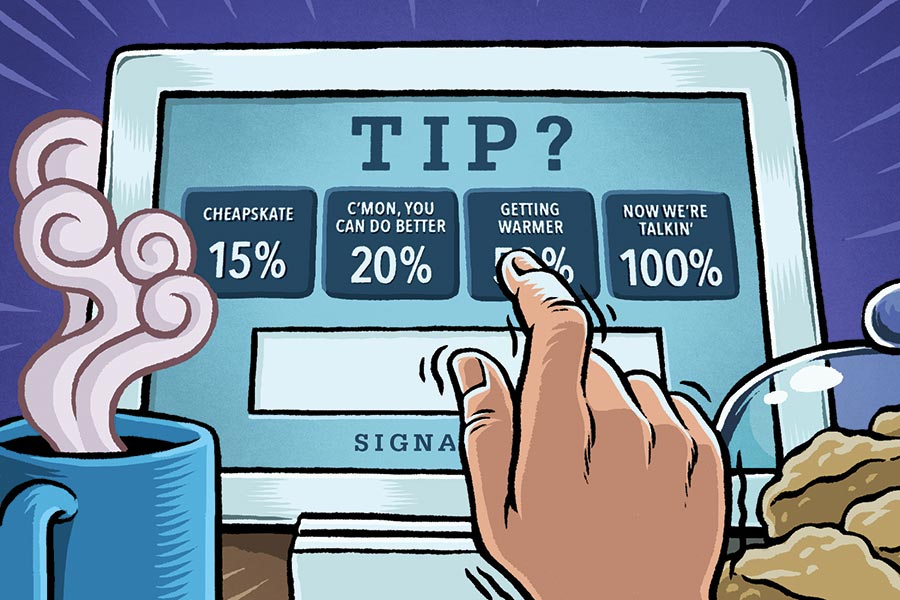 TIP?
CHEAPSKATE
15%
C'MON, YOU
CAN DO BETTER
20%
GETTING
WARMER
NOW WE'RE
TALKIN'
100%
SIGNA